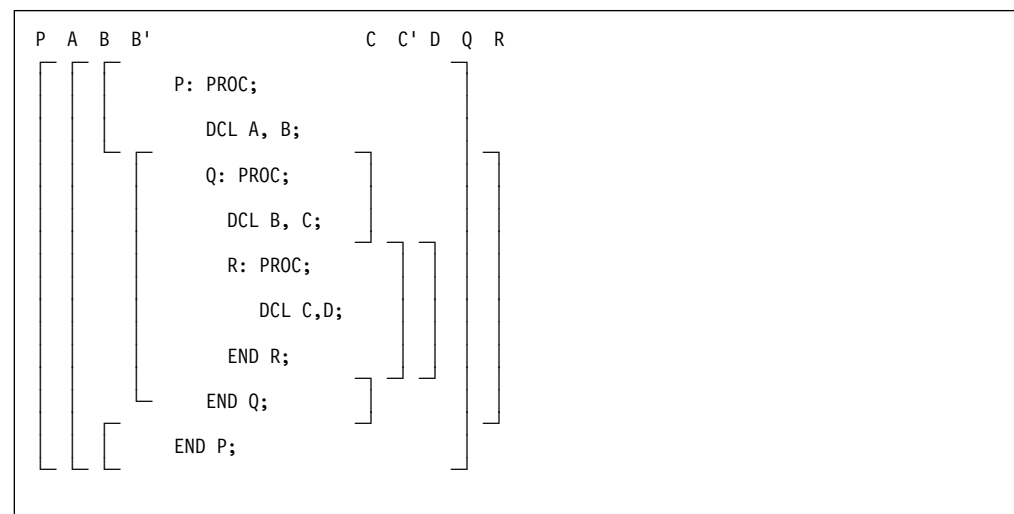 P A B B' C C' D Q R
P: PROC;
DCL A, B;
Q: PROC;
DCL B, C;
R: PROC;
DCL C,D;
END R;
END Q;
END P;